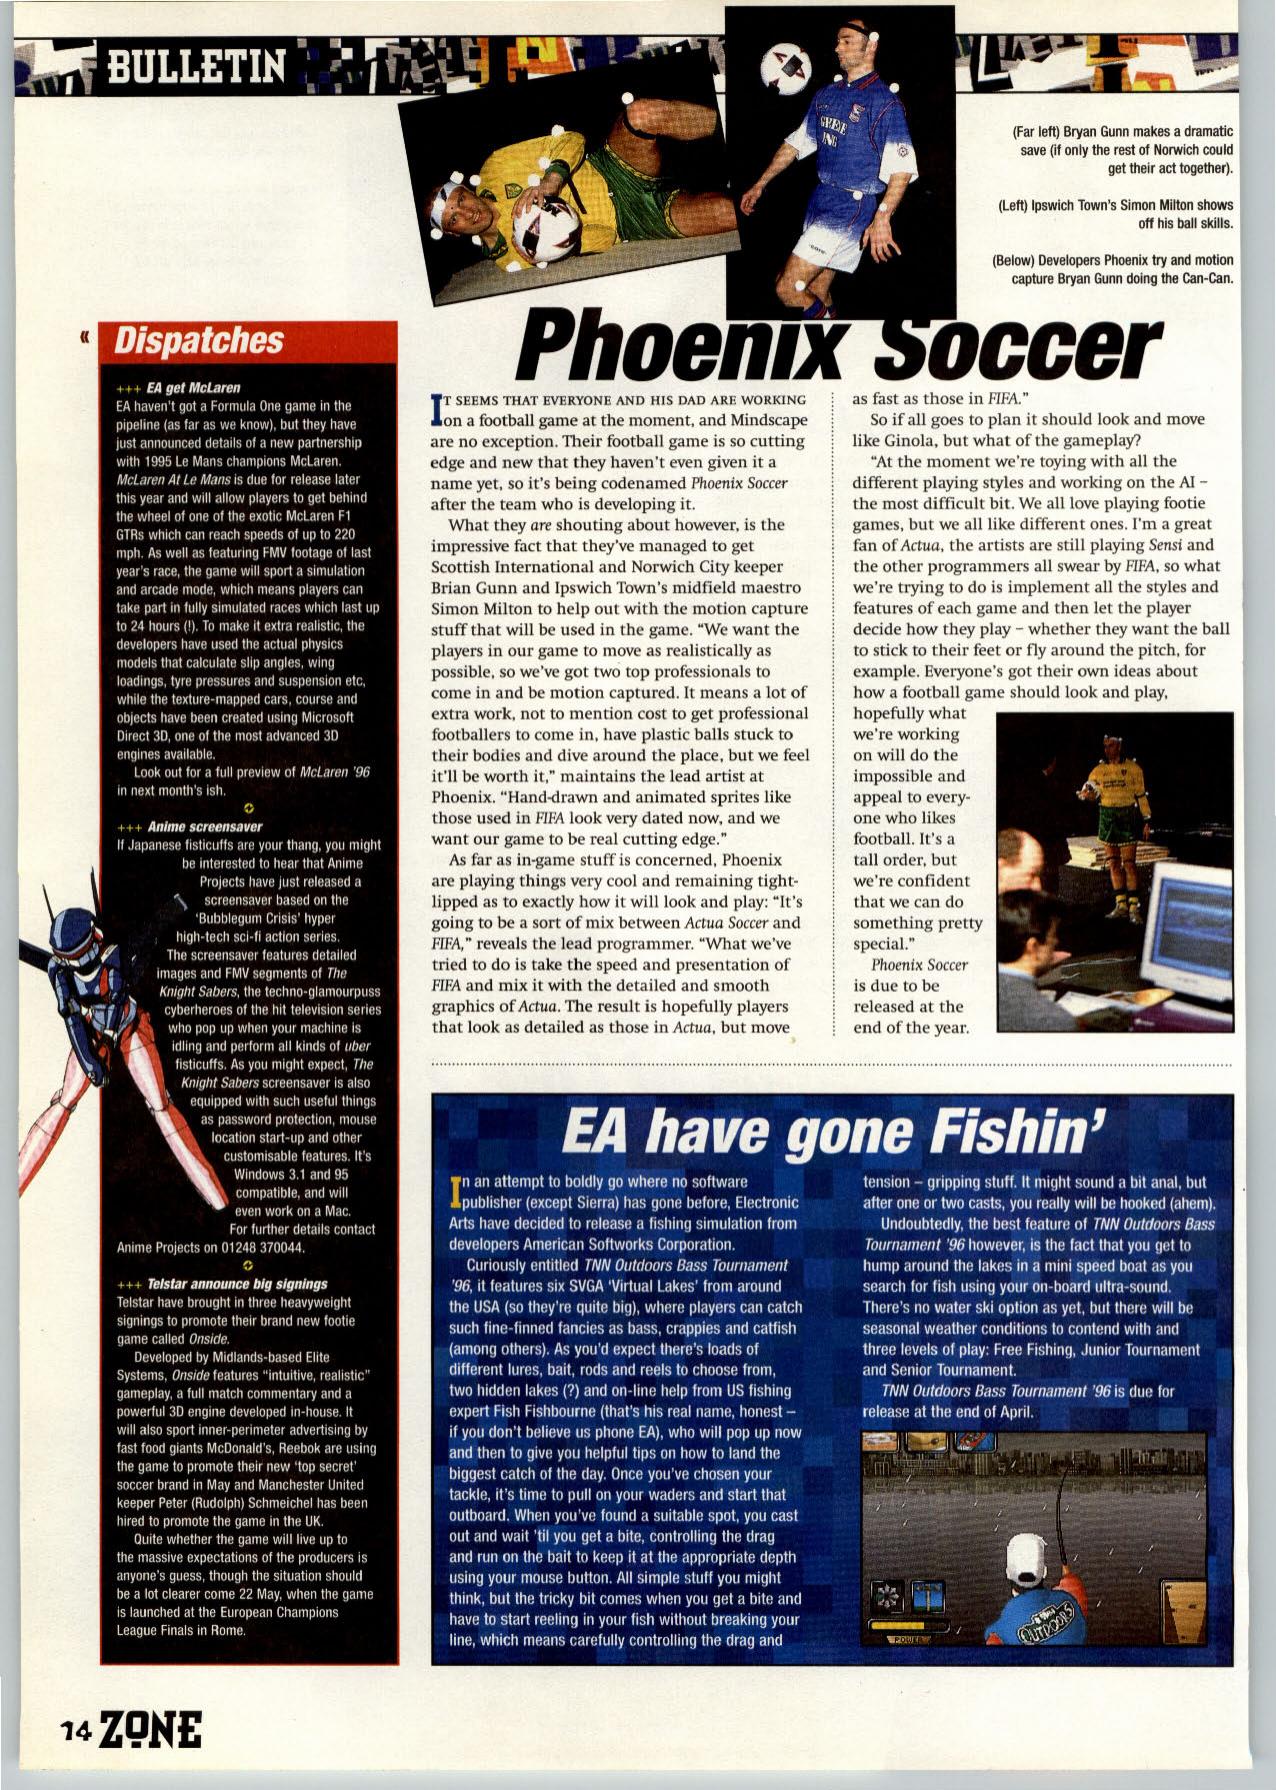 BULLETIN
(Far left) Bryan Gunn makes a dramatic
save (if only the rest of Norwich could
get their act together).
(Left) Ipswich Town's Simon Milton shows
off his ball skills.
(Below) Developers Phoenix try and motion
capture Bryan Gunn doing the Can-Can.
« Dispatches
+++ EA get McLaren
EA haven't got a Formula One game in the
pipeline (as far as we know), but they have
just announced details of a new partnership
with 1995 Le Mans champions McLaren.
McLaren At Le Mans is due for release later
this year and will allow players to get behind
the wheel of one of the exotic McLaren F1
GTRs which can reach speeds of up to 220
mph. As well as featuring FMV footage of last
year's race, the game will sport a simulation
and arcade mode, which means players can
take part in fully simulated races which last up
to 24 hours (!). To make it extra realistic, the
developers have used the actual physics
models that calculate slip angles, wing
loadings, tyre pressures and suspension etc,
while the texture-mapped cars, course and
objects have been created using Microsoft
Direct 3D, one of the most advanced 3D
engines available.
Look out for a full preview of McLaren '96
in next month's ish.
+++ Anime screensaver
If Japanese fisticuffs are your thang, you might
be interested to hear that Anime
Projects have just released a
screensaver based on the
'Bubblegum Crisis' hyper
high-tech sci-fi action series.
The screensaver features detailed
images and FMV segments of The
Knight Sabers, the techno-glamourpuss
cyberheroes of the hit television series
who pop up when your machine is
idling and perform all kinds of uber
fisticuffs. As you might expect, The
Knight Sabers screensaver is also
equipped with such useful things
as password protection, mouse
location start-up and other
customisable features. It's
Windows 3.1 and 95
compatible, and will
even work on a Mac.
For further details contact
Anime Projects on 01248 370044.
+++ Telstar announce big signings
Telstar have brought in three heavyweight
signings to promote their brand new footie
game called Onside.
Developed by Midlands-based Elite
Systems, Onside features "intuitive, realistic"
gameplay, a full match commentary and a
powerful 3D engine developed in-house. It
will also sport inner-perimeter advertising by
fast food giants McDonald's, Reebok are using
the game to promote their new 'top secret'
soccer brand in May and Manchester United
keeper Peter (Rudolph) Schmeichel has been
hired to promote the game in the UK.
Quite whether the game will live up to
the massive expectations of the producers is
anyone's guess, though the situation should
be a lot clearer come 22 May, when the game
is launched at the European Champions
League Finals in Rome.
Phoenix Soccer
IT SEEMS THAT EVERYONE AND HIS DAD ARE WORKING
on a football game at the moment, and Mindscape
are no exception. Their football game is so cutting
edge and new that they haven't even given it a
name yet, so it's being codenamed Phoenix Soccer
after the team who is developing it.
What they are shouting about however, is the
impressive fact that they've managed to get
Scottish International and Norwich City keeper
Brian Gunn and Ipswich Town's midfield maestro
Simon Milton to help out with the motion capture
stuff that will be used in the game. "We want the
players in our game to move as realistically as
possible, so we've got two top professionals to
come in and be motion captured. It means a lot of
extra work, not to mention cost to get professional
footballers to come in, have plastic balls stuck to
their bodies and dive around the place, but we feel
it'll be worth it," maintains the lead artist at
Phoenix. "Hand-drawn and animated sprites like
those used in FIFA look very dated now, and we
want our game to be real cutting edge."
As far as in-game stuff is concerned, Phoenix
are playing things very cool and remaining tight-
lipped as to exactly how it will look and play: "It's
going to be a sort of mix between Actua Soccer and
FIFA," reveals the lead programmer. "What we've
tried to do is take the speed and presentation of
FIFA and mix it with the detailed and smooth
graphics of Actua. The result is hopefully players
that look as detailed as those in Actua, but move
as fast as those in FIFA."
So if all goes to plan it should look and move
like Ginola, but what of the gameplay?
"At the moment we're toying with all the
different playing styles and working on the AI –
the most difficult bit. We all love playing footie
games, but we all like different ones. I'm a great
fan of Actua, the artists are still playing Sensi and
the other programmers all swear by FIFA, so what
we're trying to do is implement all the styles and
features of each game and then let the player
decide how they play – whether they want the ball
to stick to their feet or fly around the pitch, for
example. Everyone's got their own ideas about
how a football game should look and play,
hopefully what
we're working
on will do the
impossible and
appeal to every-
one who likes
football. It's a
tall order, but
we're confident
that we can do
something pretty
special."
Phoenix Soccer
is due to be
released at the
end of the year.
EA have gone Fishin'
In an attempt to boldly go where no software
publisher (except Sierra) has gone before, Electronic
Arts have decided to release a fishing simulation from
developers American Softworks Corporation.
Curiously entitled TNN Outdoors Bass Tournament
'96, it features six SVGA 'Virtual Lakes' from around
the USA (so they're quite big), where players can catch
such fine-finned fancies as bass, crappies and catfish
(among others). As you'd expect there's loads of
different lures, bait, rods and reels to choose from,
two hidden lakes (?) and on-line help from US fishing
expert Fish Fishbourne (that's his real name, honest –
if you don't believe us phone EA), who will pop up now
and then to give you helpful tips on how to land the
biggest catch of the day. Once you've chosen your
tackle, it's time to pull on your waders and start that
outboard. When you've found a suitable spot, you cast
out and wait 'til you get a bite, controlling the drag
and run on the bait to keep it at the appropriate depth
using your mouse button. All simple stuff you might
think, but the tricky bit comes when you get a bite and
have to start reeling in your fish without breaking your
line, which means carefully controlling the drag and
tension – gripping stuff. It might sound a bit anal, but
after one or two casts, you really will be hooked (ahem).
Undoubtedly, the best feature of TNN Outdoors Bass
Tournament '96 however, is the fact that you get to
hump around the lakes in a mini speed boat as you
search for fish using your on-board ultra-sound.
There's no water ski option as yet, but there will be
seasonal weather conditions to contend with and
three levels of play: Free Fishing, Junior Tournament
and Senior Tournament.
TNN Outdoors Bass Tournament '96 is due for
release at the end of April.
OUTDOORS
POWER
14 ZONE